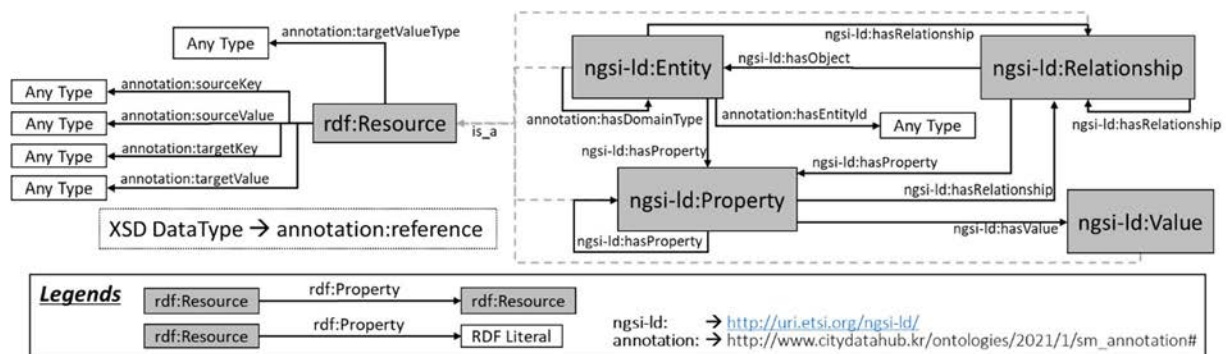 Any Type
annotation:targetValueType
Any Type
annotation:sourceKey
Any Type
annotation:sourceValue
Any Type
annotation:targetKey
Any Type
annotation:targetValue
rdf:Resource
is_a
XSD DataType → annotation:reference
ngsi-ld:Entity
ngsi-ld:hasRelationship
ngsi-ld:hasObject
ngsi-ld:Relationship
annotation:hasDomainType
annotation:hasEntityId
Any Type
ngsi-ld:hasRelationship
ngsi-ld:hasProperty
ngsi-ld:hasProperty
ngsi-ld:Property
ngsi-ld:hasRelationship
ngsi-ld:hasProperty
ngsi-ld:hasValue
ngsi-ld:Value
Legends
rdf:Resource
rdf:Property
rdf:Resource
rdf:Resource
rdf:Property
RDF Literal
ngsi-ld: → http://uri.etsi.org/ngsi-ld/
annotation: → http://www.citydatahub.kr/ontologies/2021/1/sm_annotation#